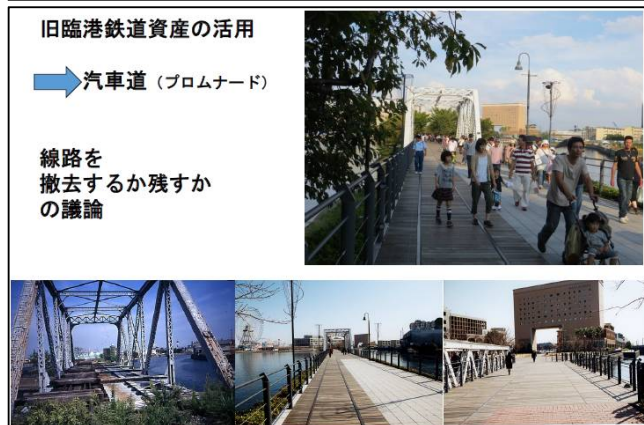 旧臨港鉄道資産の活用
汽車道（プロムナード）
線路を
撤去するか残すか
の議論